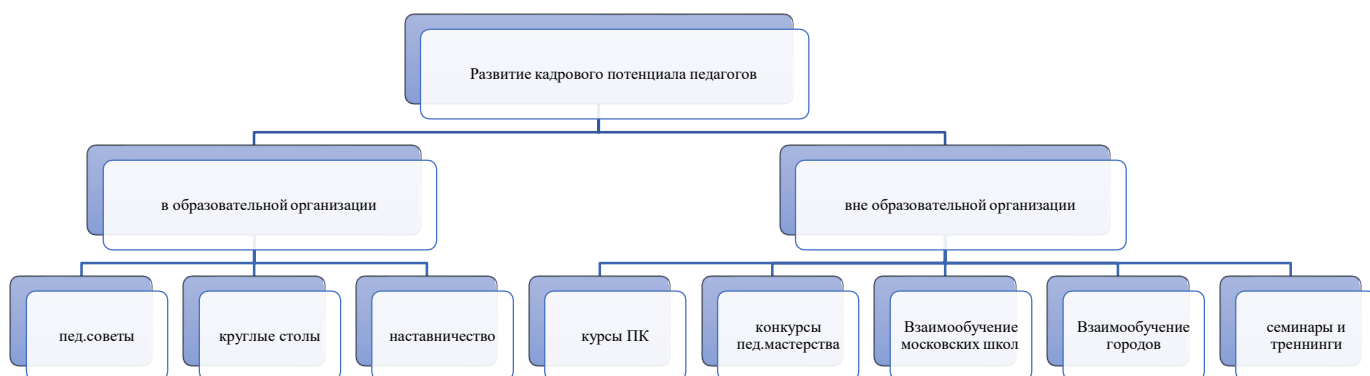 Развитие кадрового потенциала педагогов
в образовательной организации
вне образовательной организации
пед.советы
круглые столы
наставничество
курсы ПК
конкурсы
пед.мастерства
Взаимообучение
московских школ
Взаимообучение
городов
семинары и
треннинги